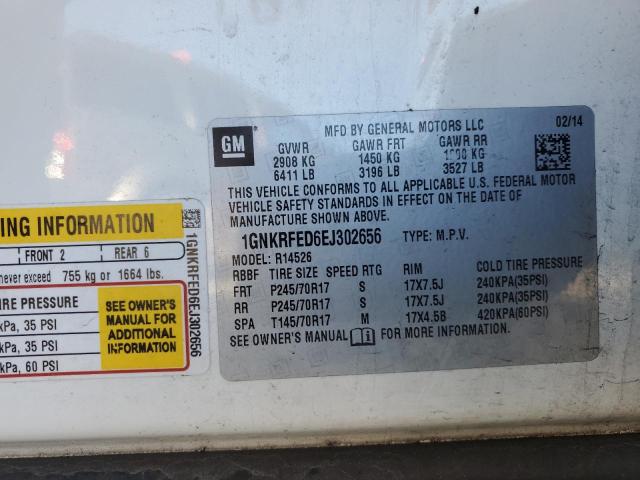 GM
MFD BY GENERAL MOTORS LLC 02/14
GVWR GAWR FRT GAWR RR
2908 KG 1450 KG KG
6411 LB 3196 LB 3527 LB
THIS VEHICLE CONFORMS TO ALL APPLICABLE U.S. FEDERAL MOTOR
VEHICLE SAFETY STANDARDS IN EFFECT ON THE DATE OF
MANUFACTURE SHOWN ABOVE.
1GNKRFED6EJ302656 TYPE: M.P.V.
MODEL: R14526
RBBF TIRE SIZE SPEED RTG RIM COLD TIRE PRESSURE
FRT P245/70R17 S 17X7.5J 240KPA(35PSI)
RR P245/70R17 S 17X7.5J 240KPA(35PSI)
SPA T145/70R17 M 17X4.5B 420KPA(60PSI)
SEE OWNER'S MANUAL FOR MORE INFORMATION.
ING INFORMATION
FRONT 2 REAR 6
never exceed 755 kg or 1664 lbs.
IRE PRESSURE
kPa, 35 PSI
kPa, 35 PSI
kPa, 60 PSI
SEE OWNER'S
MANUAL FOR
ADDITIONAL
INFORMATION
1GNKRFED6EJ302656